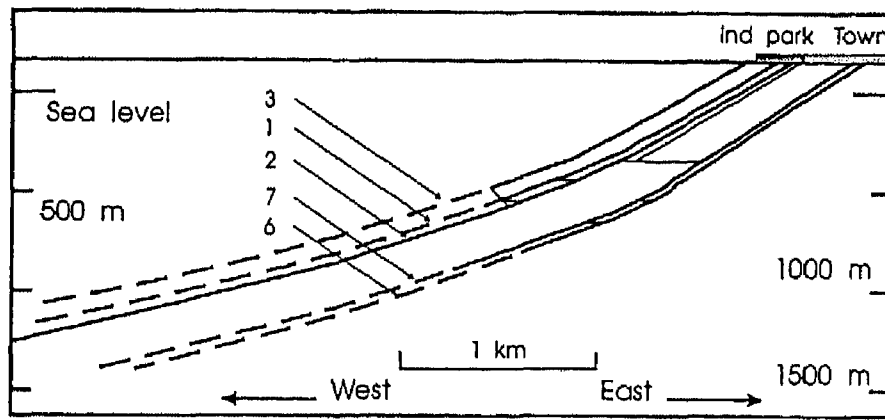 Ind park Town
Sea level
3
1
2
7
6
500 m
1000 m
1 km
1500 m
West
East